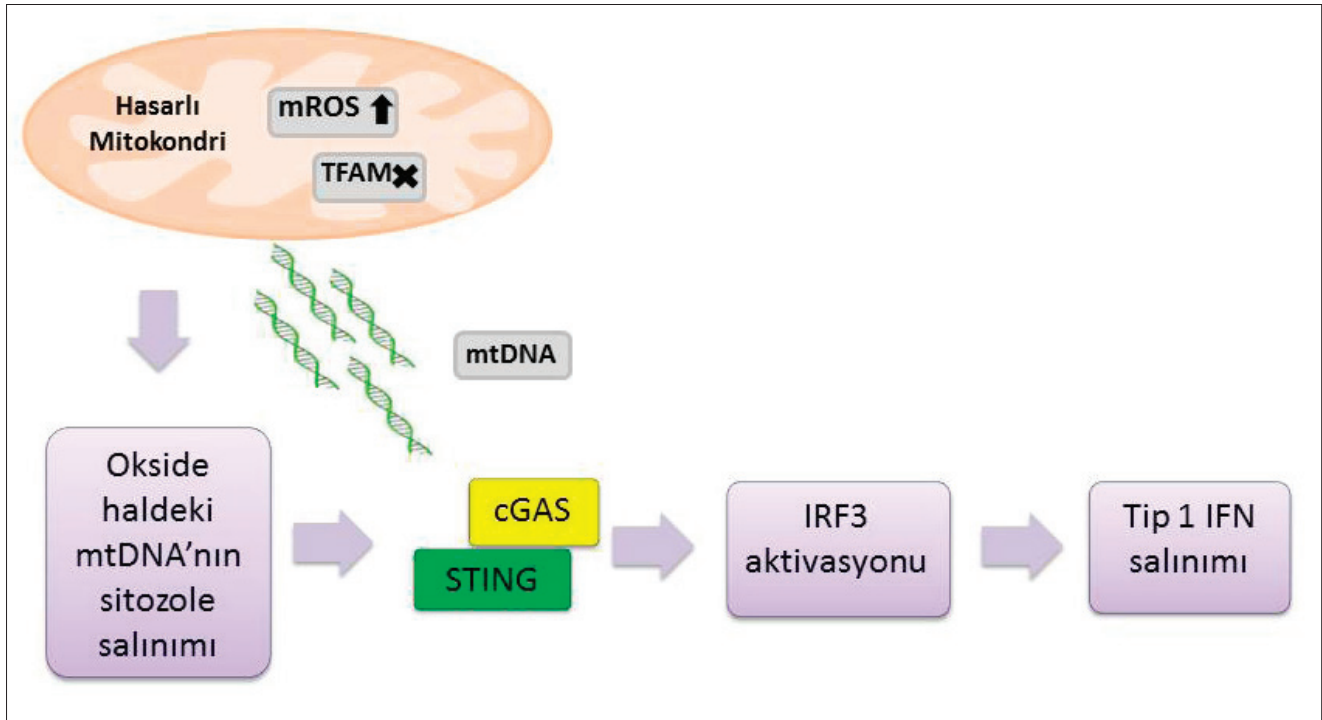 Hasarlı
Mitokondri
mROS
TFAM
mtDNA
Okside
haldeki
mtDNA’nın
sitozole
salınımı
cGAS
STING
IRF3
aktivasyonu
Tip 1 IFN
salınımı